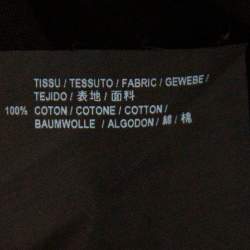 TISSU / TESSUTO / FABRIC / GEWEBE /
TEJIDO / 表地 / 面料
100% COTON / COTONE / COTTON /
BAUMWOLLE / ALGODON / 綿 / 棉